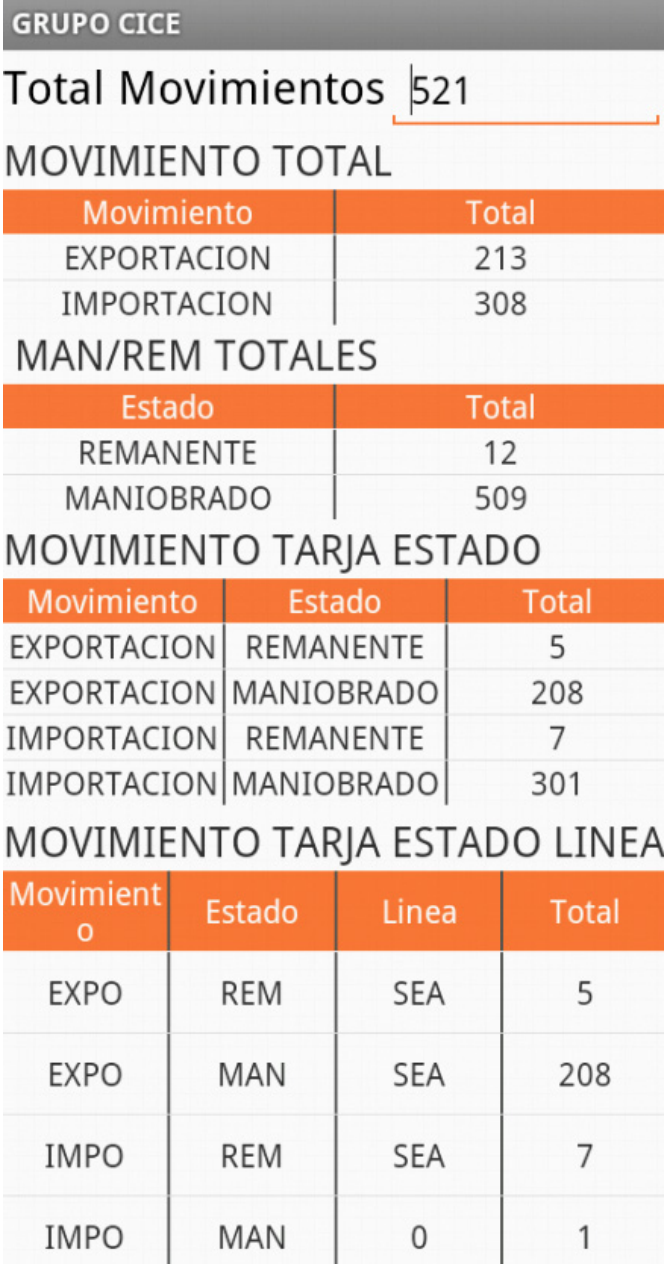 GRUPO CICE
Total Movimientos 521
MOVIMIENTO TOTAL
Movimiento Total
EXPORTACION 213
IMPORTACION 308
MAN/REM TOTALES
Estado Total
REMANENTE 12
MANIOBRADO 509
MOVIMIENTO TARJA ESTADO
Movimiento Estado Total
EXPORTACION REMANENTE 5
EXPORTACION MANIOBRADO 208
IMPORTACION REMANENTE 7
IMPORTACION MANIOBRADO 301
MOVIMIENTO TARJA ESTADO LINEA
Movimient
o Estado Linea Total
EXPO REM SEA 5
EXPO MAN SEA 208
IMPO REM SEA 7
IMPO MAN 0 1